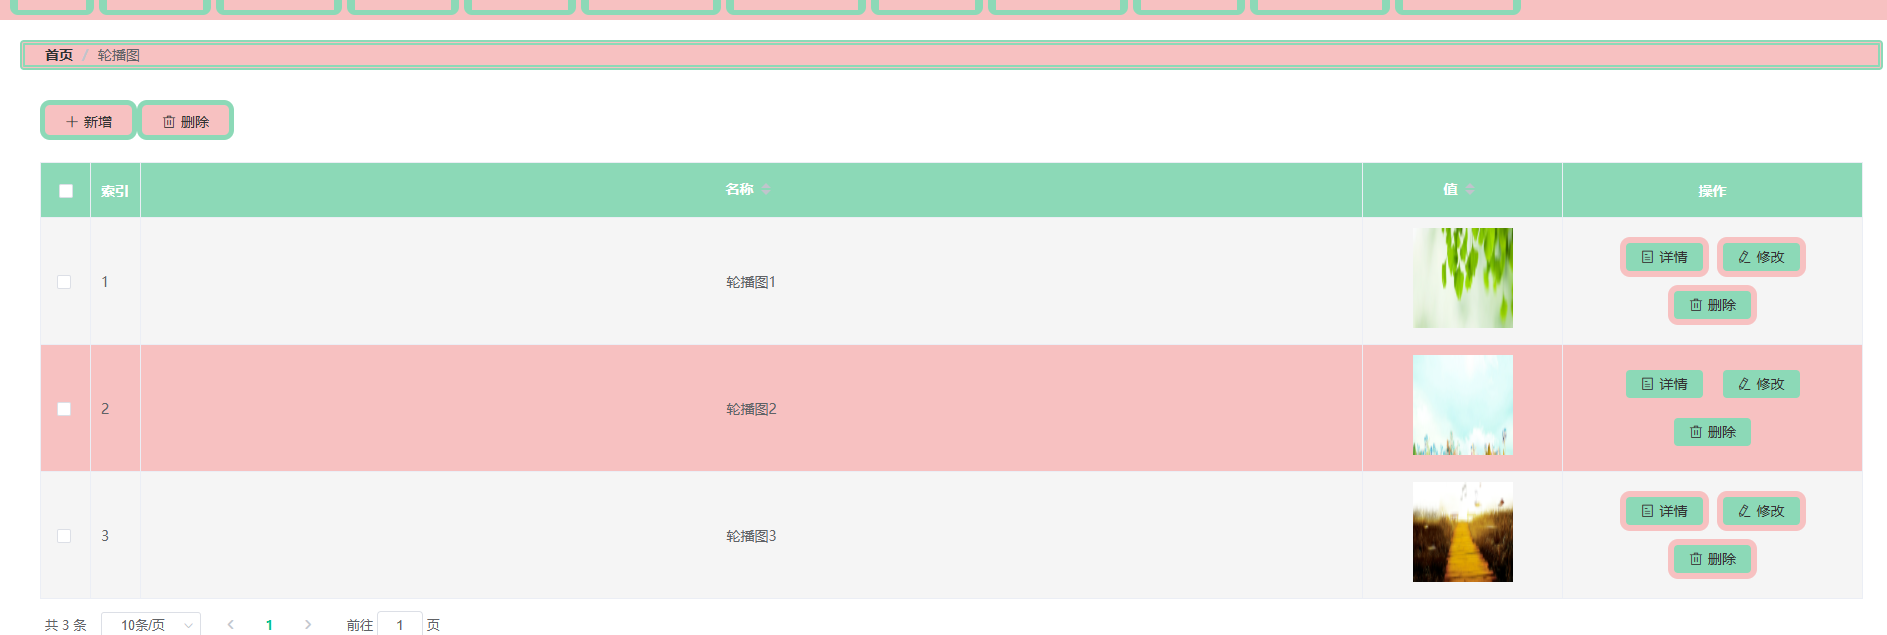 首页 / 轮播图
新增 删除
索引 名称 值 操作
1 轮播图1 详情 修改
删除
2 轮播图2 详情 修改
删除
3 轮播图3 详情 修改
删除
共 3 条 10条/页 1 前往 1 页